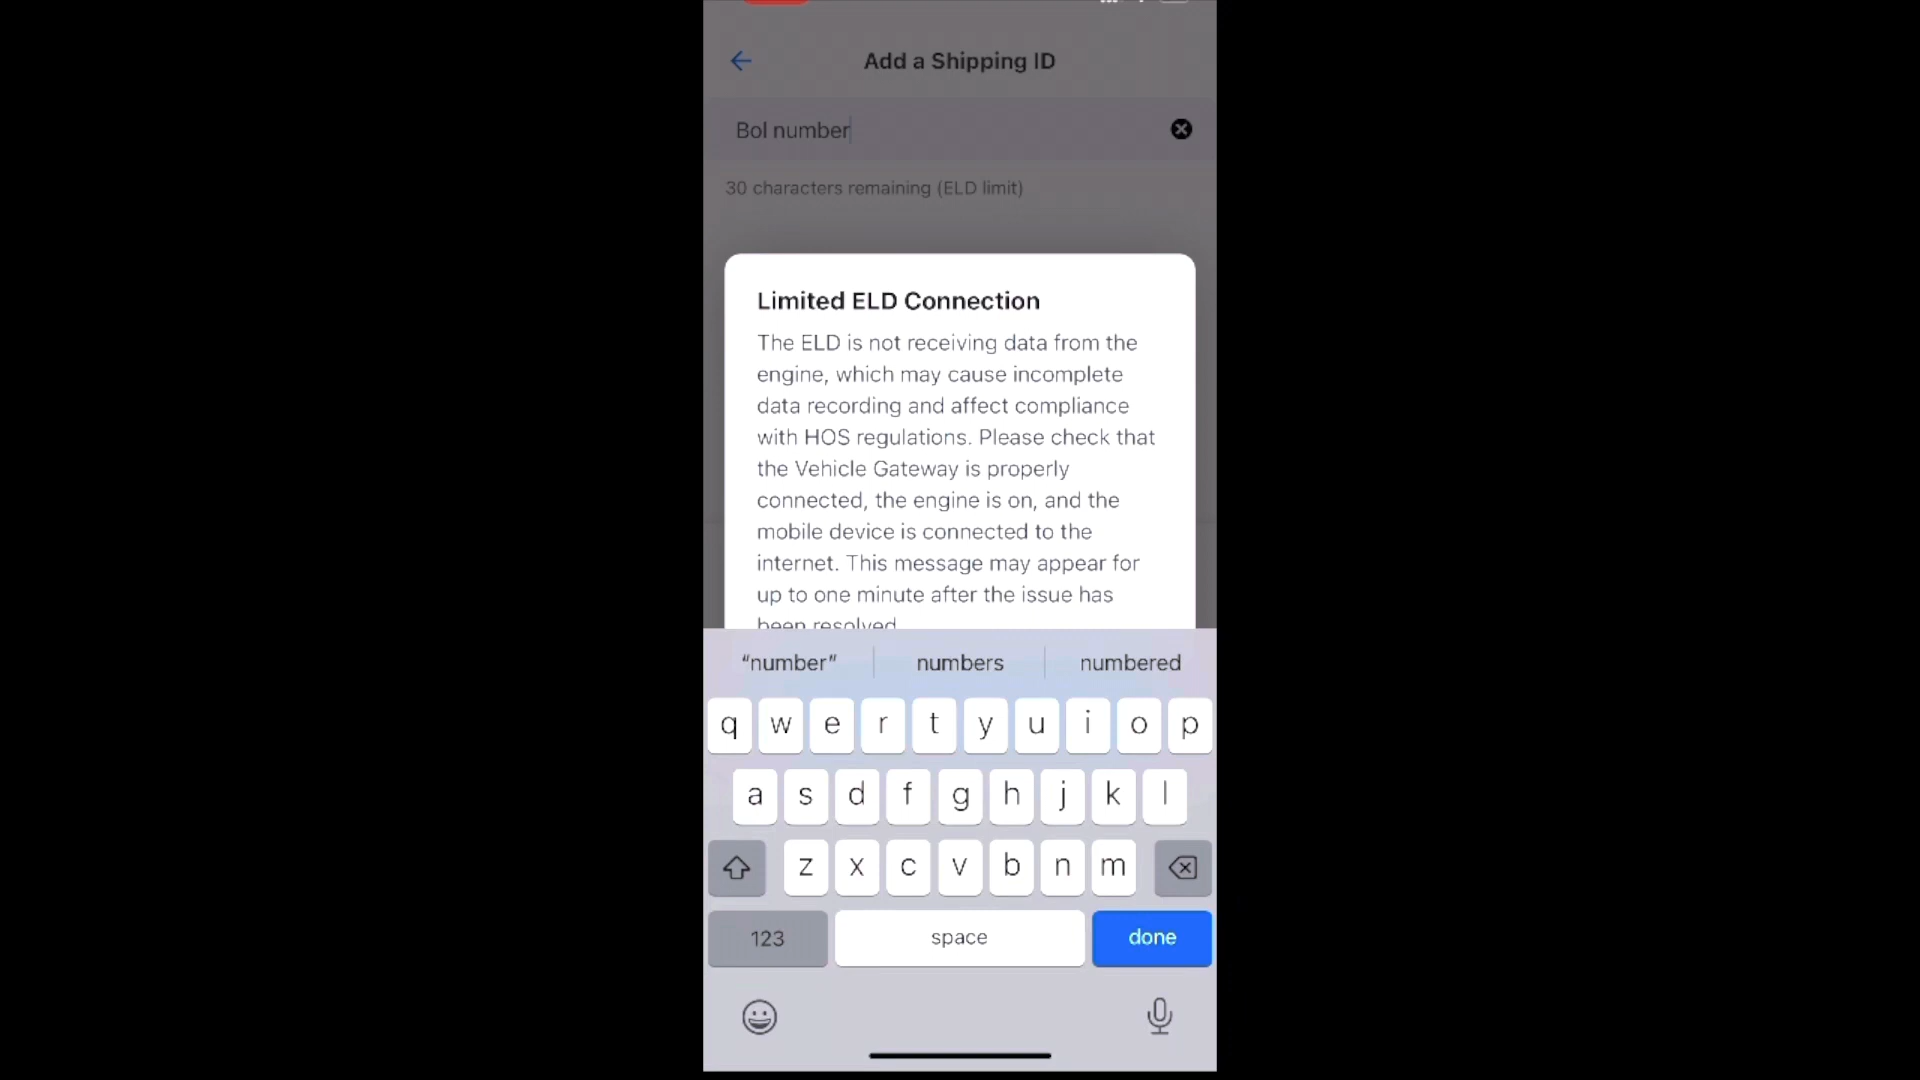 Add a Shipping ID
Bol number
30 characters remaining (ELD limit)
Limited ELD Connection
The ELD is not receiving data from the
engine, which may cause incomplete
data recording and affect compliance
with HOS regulations. Please check that
the Vehicle Gateway is properly
connected, the engine is on, and the
mobile device is connected to the
internet. This message may appear for
up to one minute after the issue has
been resolved
“number” numbers numbered
q w e r t y u i o p
a s d f g h j k l
z x c v b n m
123 space done